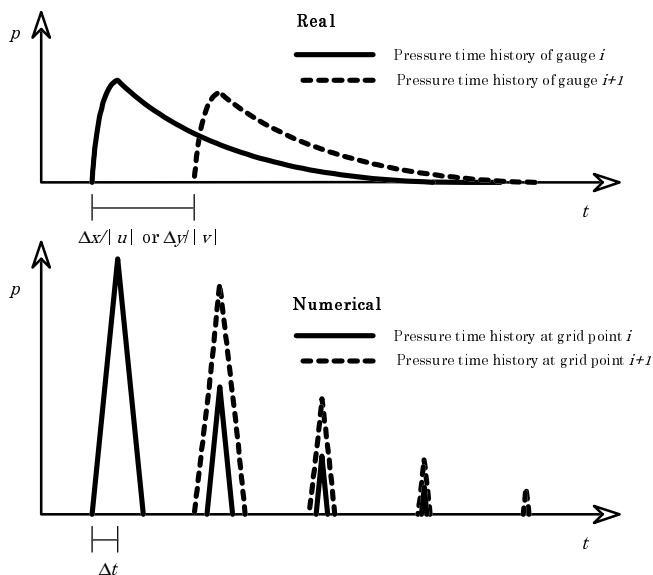 p
Real
Pressure time history of gauge i
Pressure time history of gauge i+1
t
Δx/| u| or Δy/| v|
p
Numerical
Pressure time history at grid point i
Pressure time history at grid point i+1
t
Δt